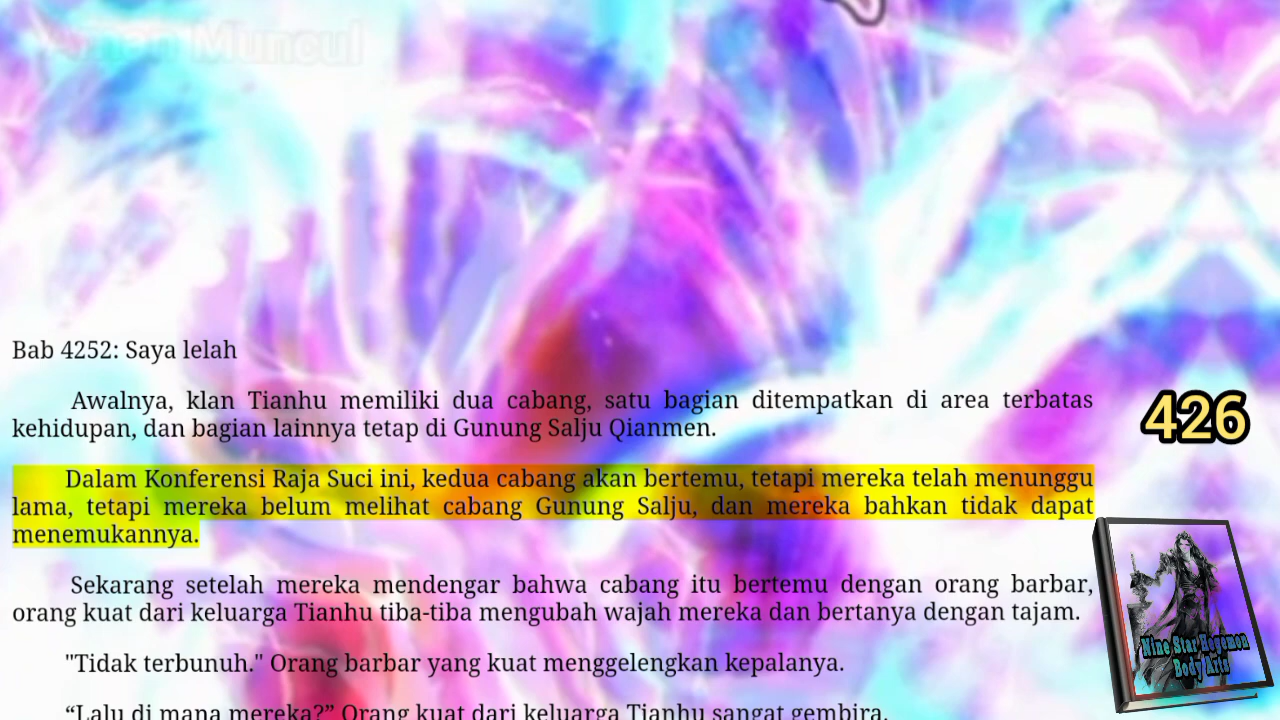 Muncul
Bab 4252: Saya lelah
Awalnya, klan Tianhu memiliki dua cabang, satu bagian ditempatkan di area terbatas
kehidupan, dan bagian lainnya tetap di Gunung Salju Qianmen.
Dalam Konferensi Raja Suci ini, kedua cabang akan bertemu, tetapi mereka telah menunggu
lama, tetapi mereka belum melihat cabang Gunung Salju, dan mereka bahkan tidak dapat
menemukannya.
426
Sekarang setelah mereka mendengar bahwa cabang itu bertemu dengan orang barbar,
orang kuat dari keluarga Tianhu tiba-tiba mengubah wajah mereka dan bertanya dengan tajam.
"Tidak terbunuh." Orang barbar yang kuat menggelengkan kepalanya.
“Lalu di mana mereka?” Orang kuat dari keluarga Tianhu sangat gembira.
Nine Star Hegemon
Body Arts